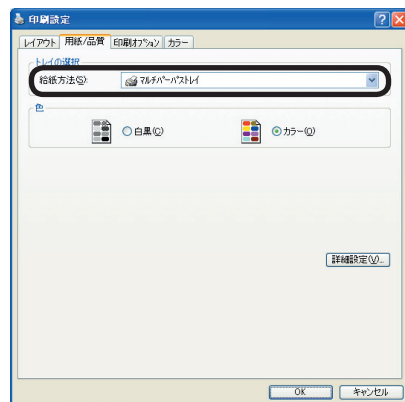 印刷設定
レイアウト 用紙/品質 印刷オプション カラー
トレイの選択
給紙方法(S): マルチパーパストレイ
色
白黒(C) カラー(O)
詳細設定(V)...
OK キャンセル